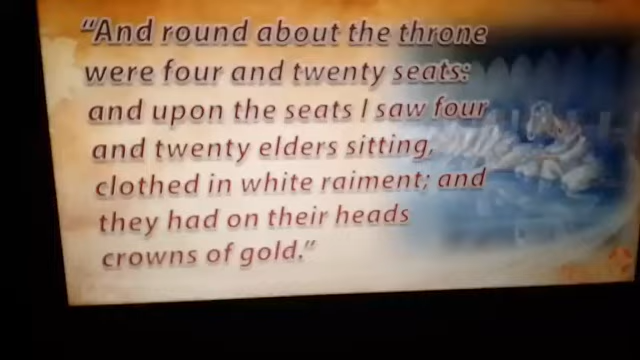 “And round about the throne
were four and twenty seats:
and upon the seats I saw four
and twenty elders sitting,
clothed in white raiment; and
they had on their heads
crowns of gold.”